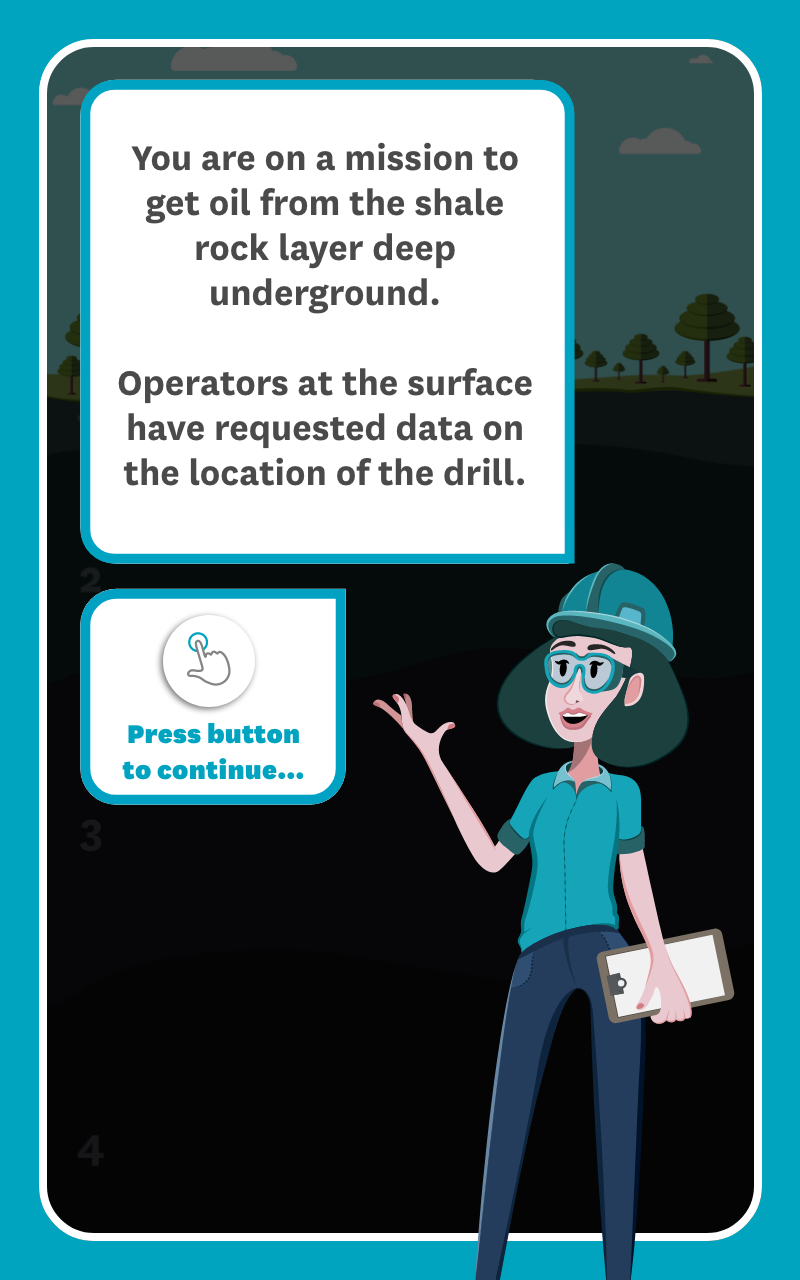 You are on a mission to
get oil from the shale
rock layer deep
underground.
Operators at the surface
have requested data on
the location of the drill.
2
Press button
to continue...
3
4